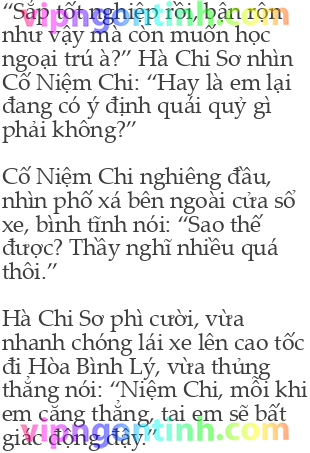 “Sắp tốt nghiệp rồi, bận rộn
như vậy mà còn muốn học
ngoại trú à?” Hà Chi Sơ nhìn
Cố Niệm Chi: “Hay là em lại
đang có ý định quái quỷ gì
phải không?”
Cố Niệm Chi nghiêng đầu,
nhìn phố xá bên ngoài cửa sổ
xe, bình tĩnh nói: “Sao thế
được? Thầy nghĩ nhiều quá
thôi.”
Hà Chi Sơ phì cười, vừa
nhanh chóng lái xe lên cao tốc
đi Hòa Bình Lý, vừa thủng
thẳng nói: “Niệm Chi, mỗi khi
em căng thẳng, tai em sẽ bất
giác động đậy.”
vipngontinh.com
vipngontinh.com